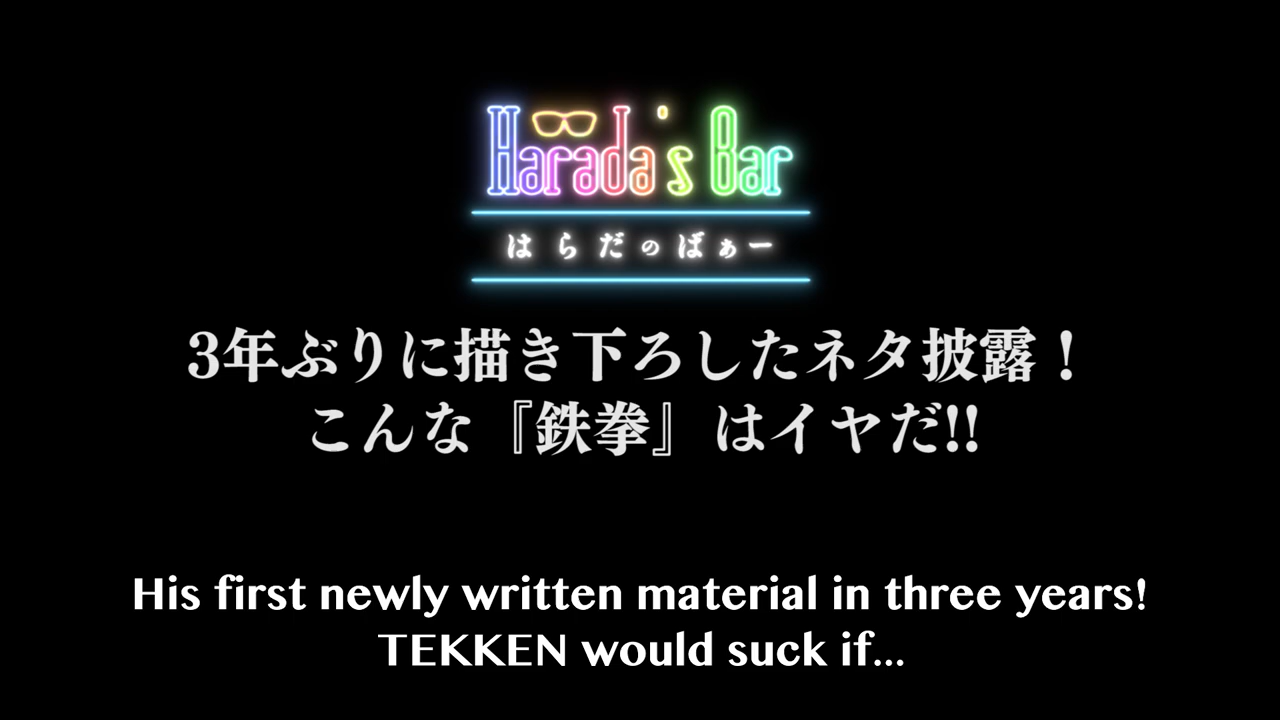 Harada's Bar
はらだのばぁー
3年ぶりに描き下ろしたネタ披露！
こんな『鉄拳』はイヤだ!!
His first newly written material in three years!
TEKKEN would suck if...